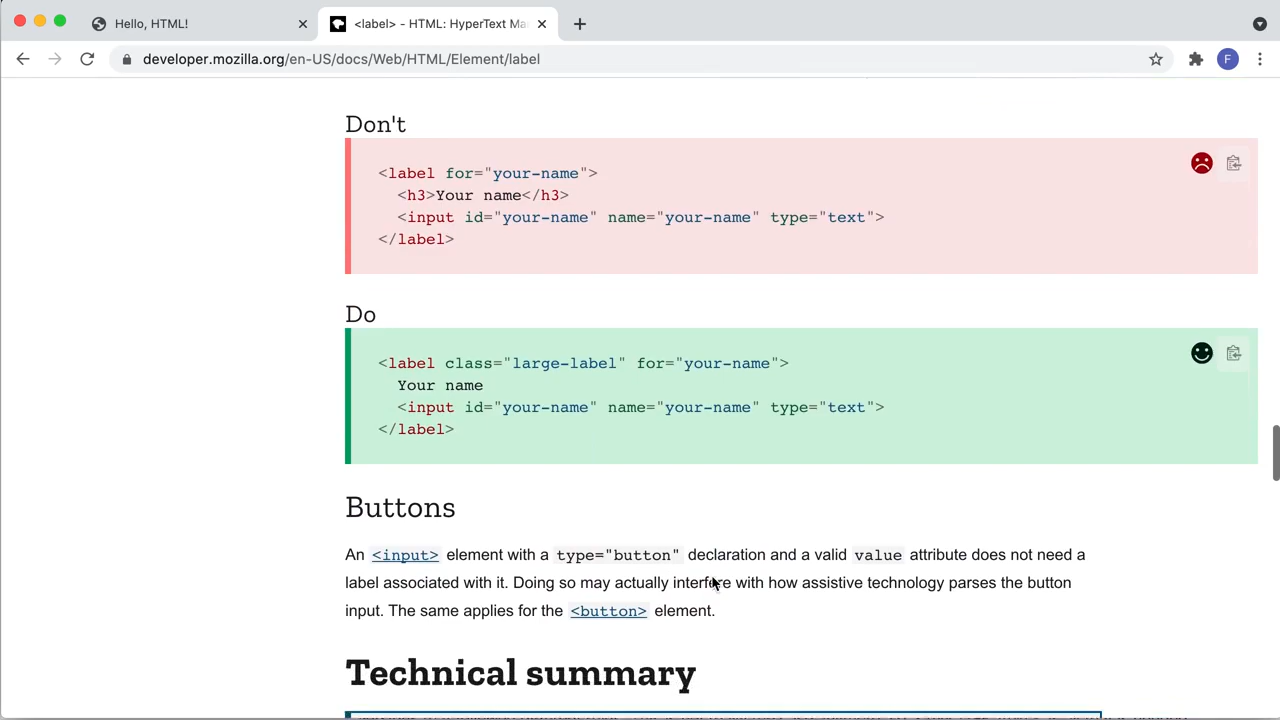 Hello, HTML!
<label> - HTML: HyperText Ma
developer.mozilla.org/en-US/docs/Web/HTML/Element/label
F
Don't
<label for="your-name">
<h3>Your name</h3>
<input id="your-name" name="your-name" type="text">
</label>
Do
<label class="large-label" for="your-name">
Your name
<input id="your-name" name="your-name" type="text">
</label>
Buttons
An <input> element with a type="button" declaration and a valid value attribute does not need a
label associated with it. Doing so may actually interfere with how assistive technology parses the button
input. The same applies for the <button> element.
Technical summary